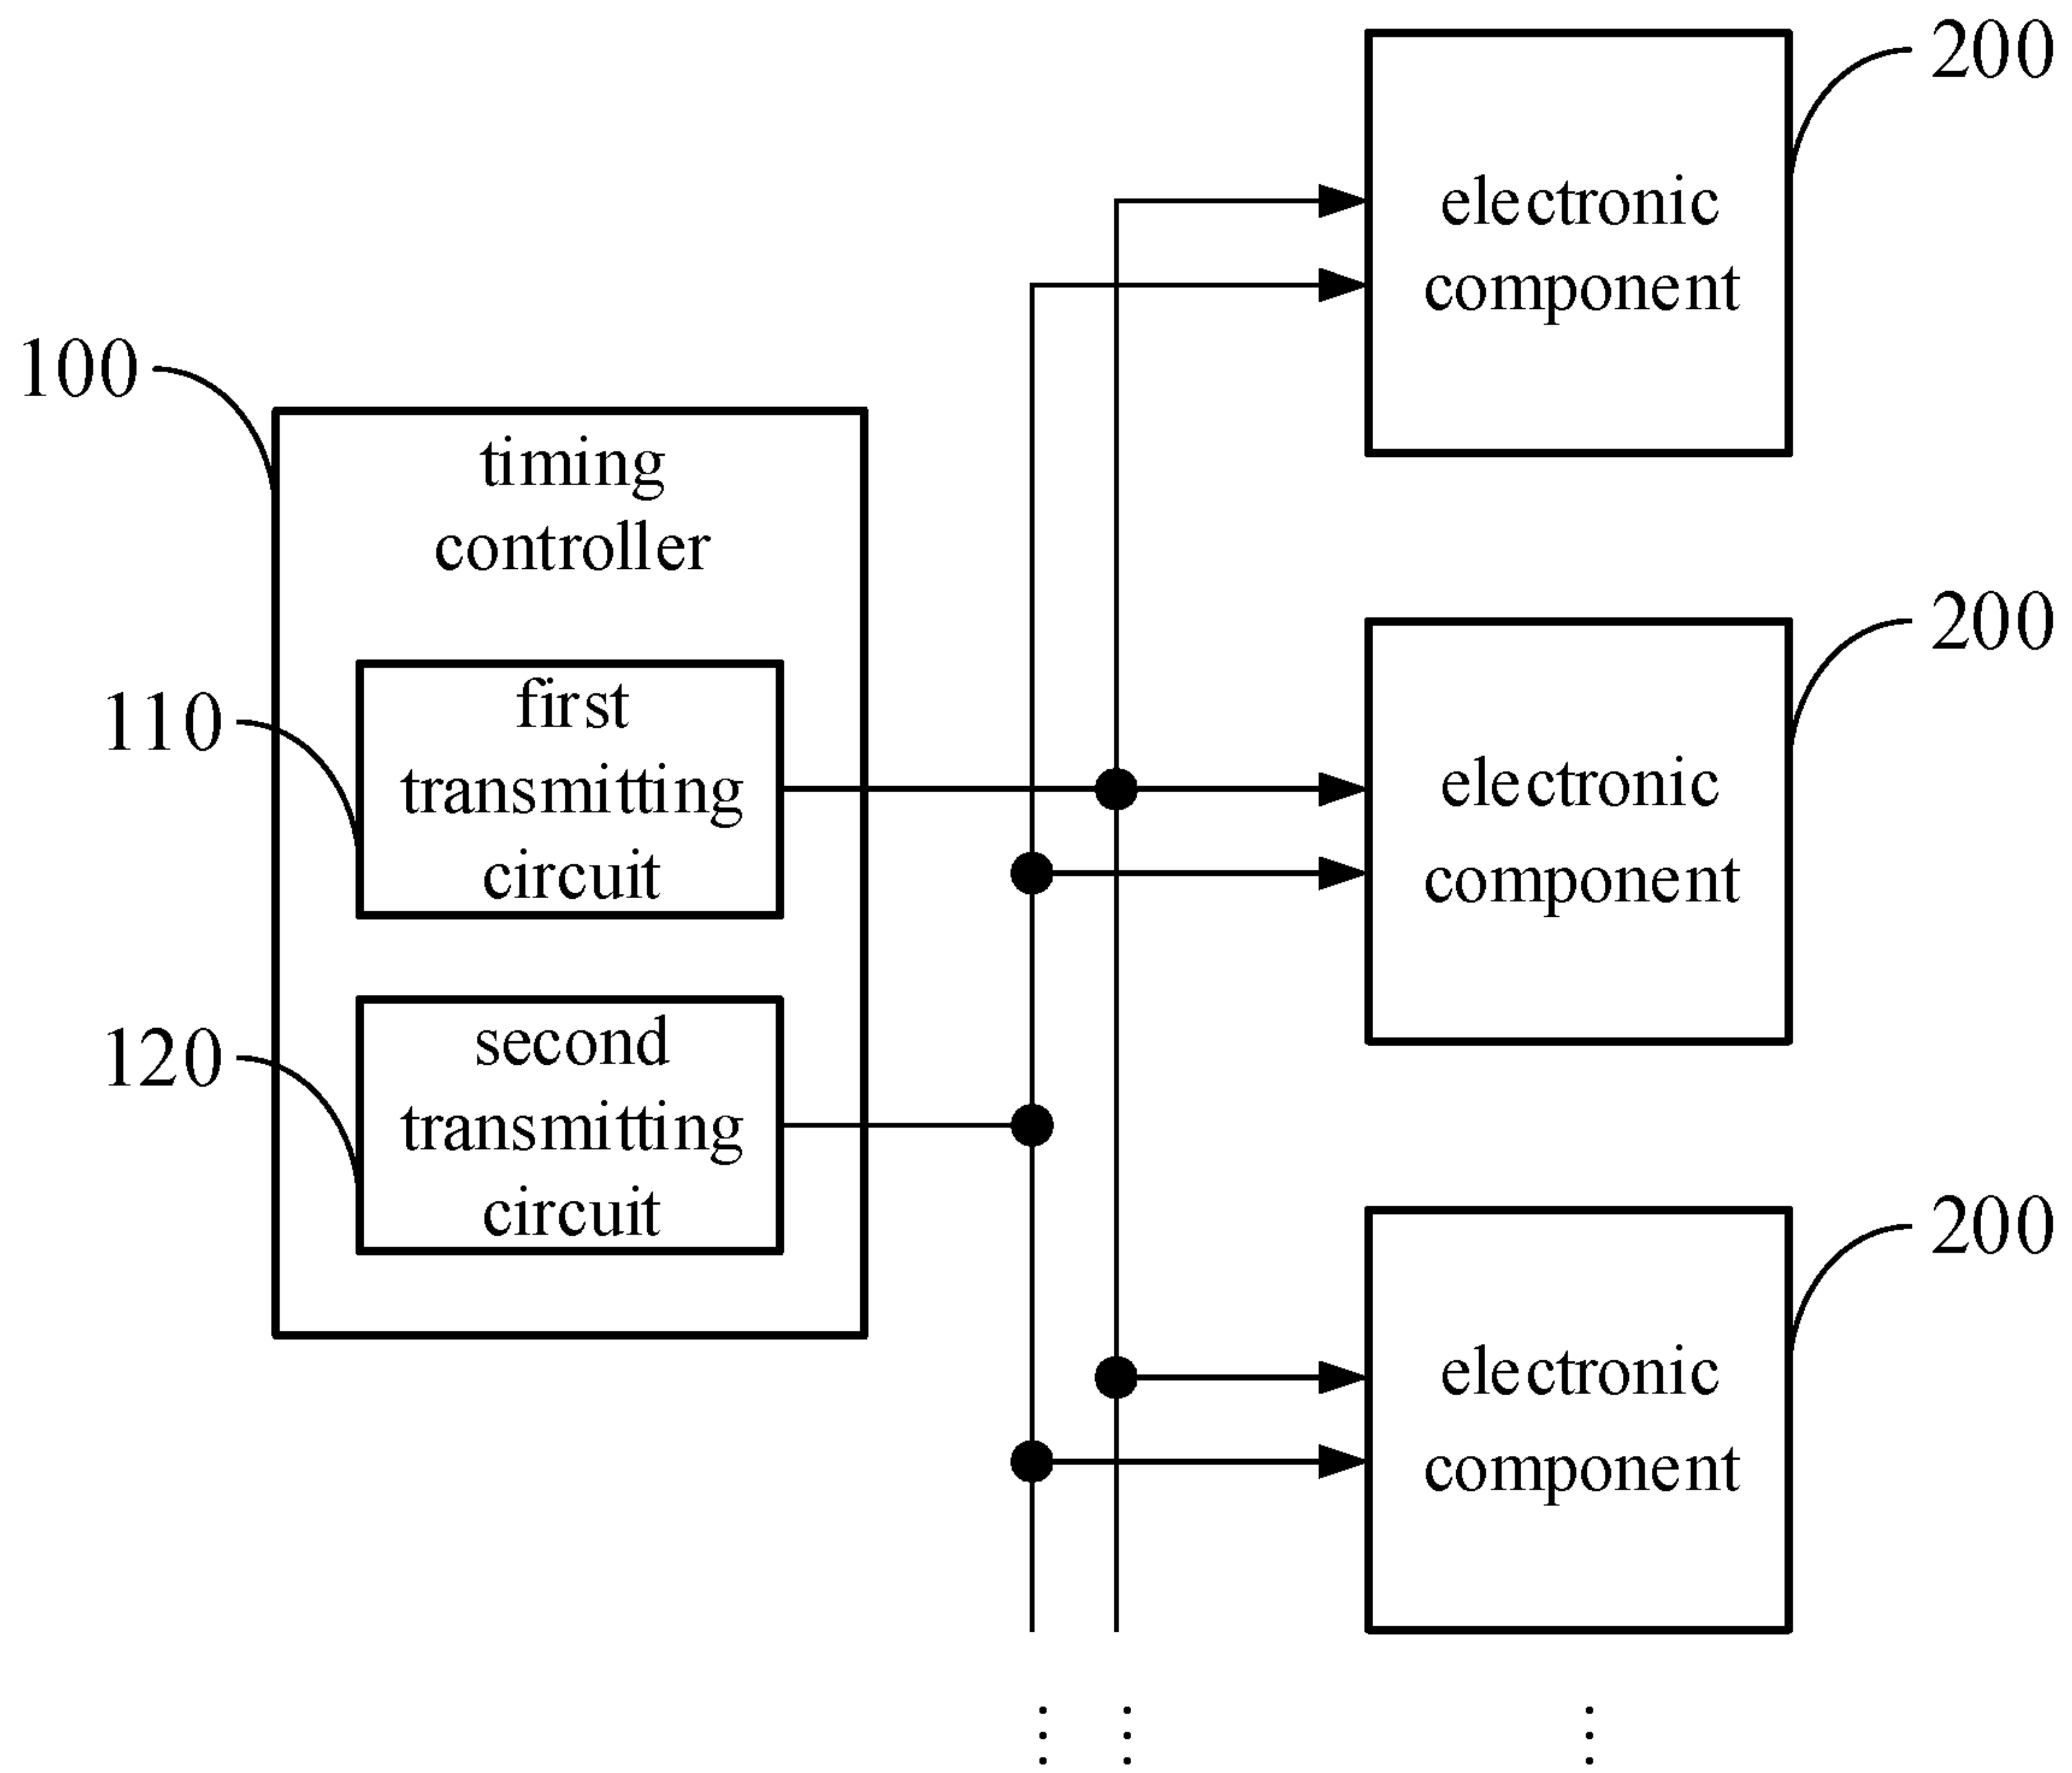 200
electronic
component
100
timing
controller
200
110
first
transmitting
circuit
electronic
component
120
second
transmitting
circuit
200
electronic
component